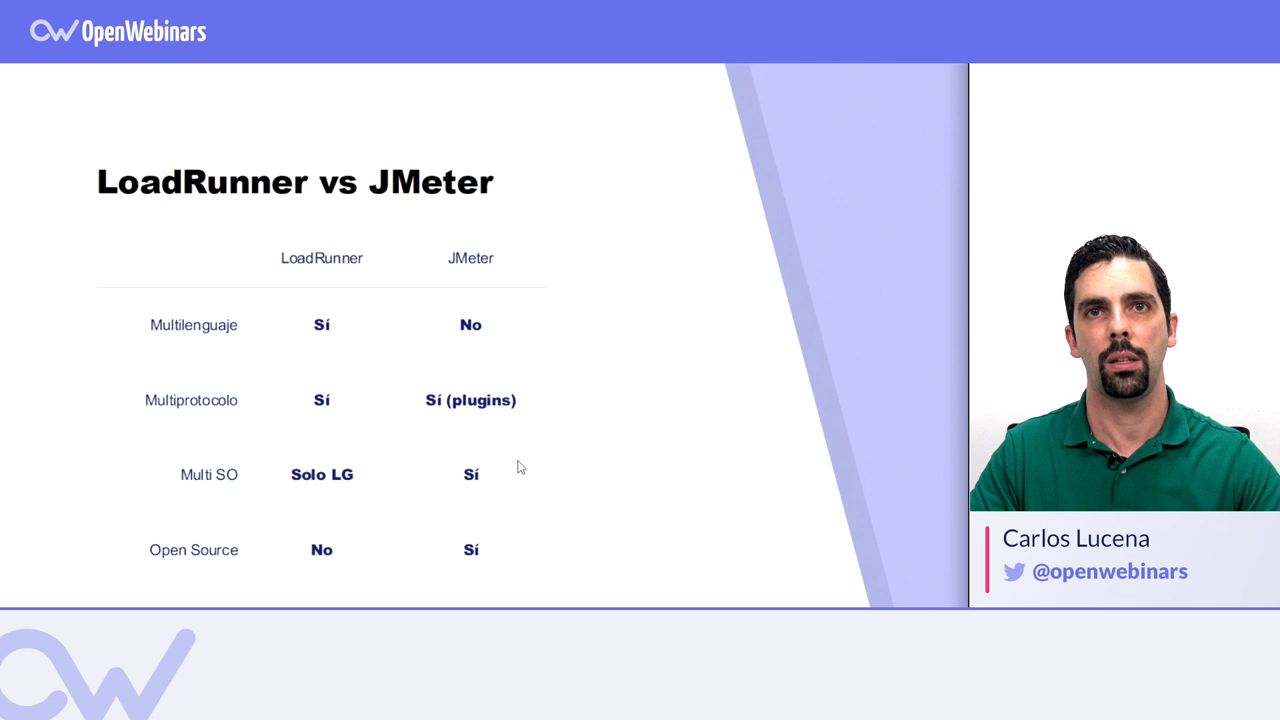 OpenWebinars
LoadRunner vs JMeter
LoadRunner JMeter
Multilenguaje Sí No
Multiprotocolo Sí Sí (plugins)
Multi SO Solo LG Sí
Open Source No Sí
Carlos Lucena
@openwebinars